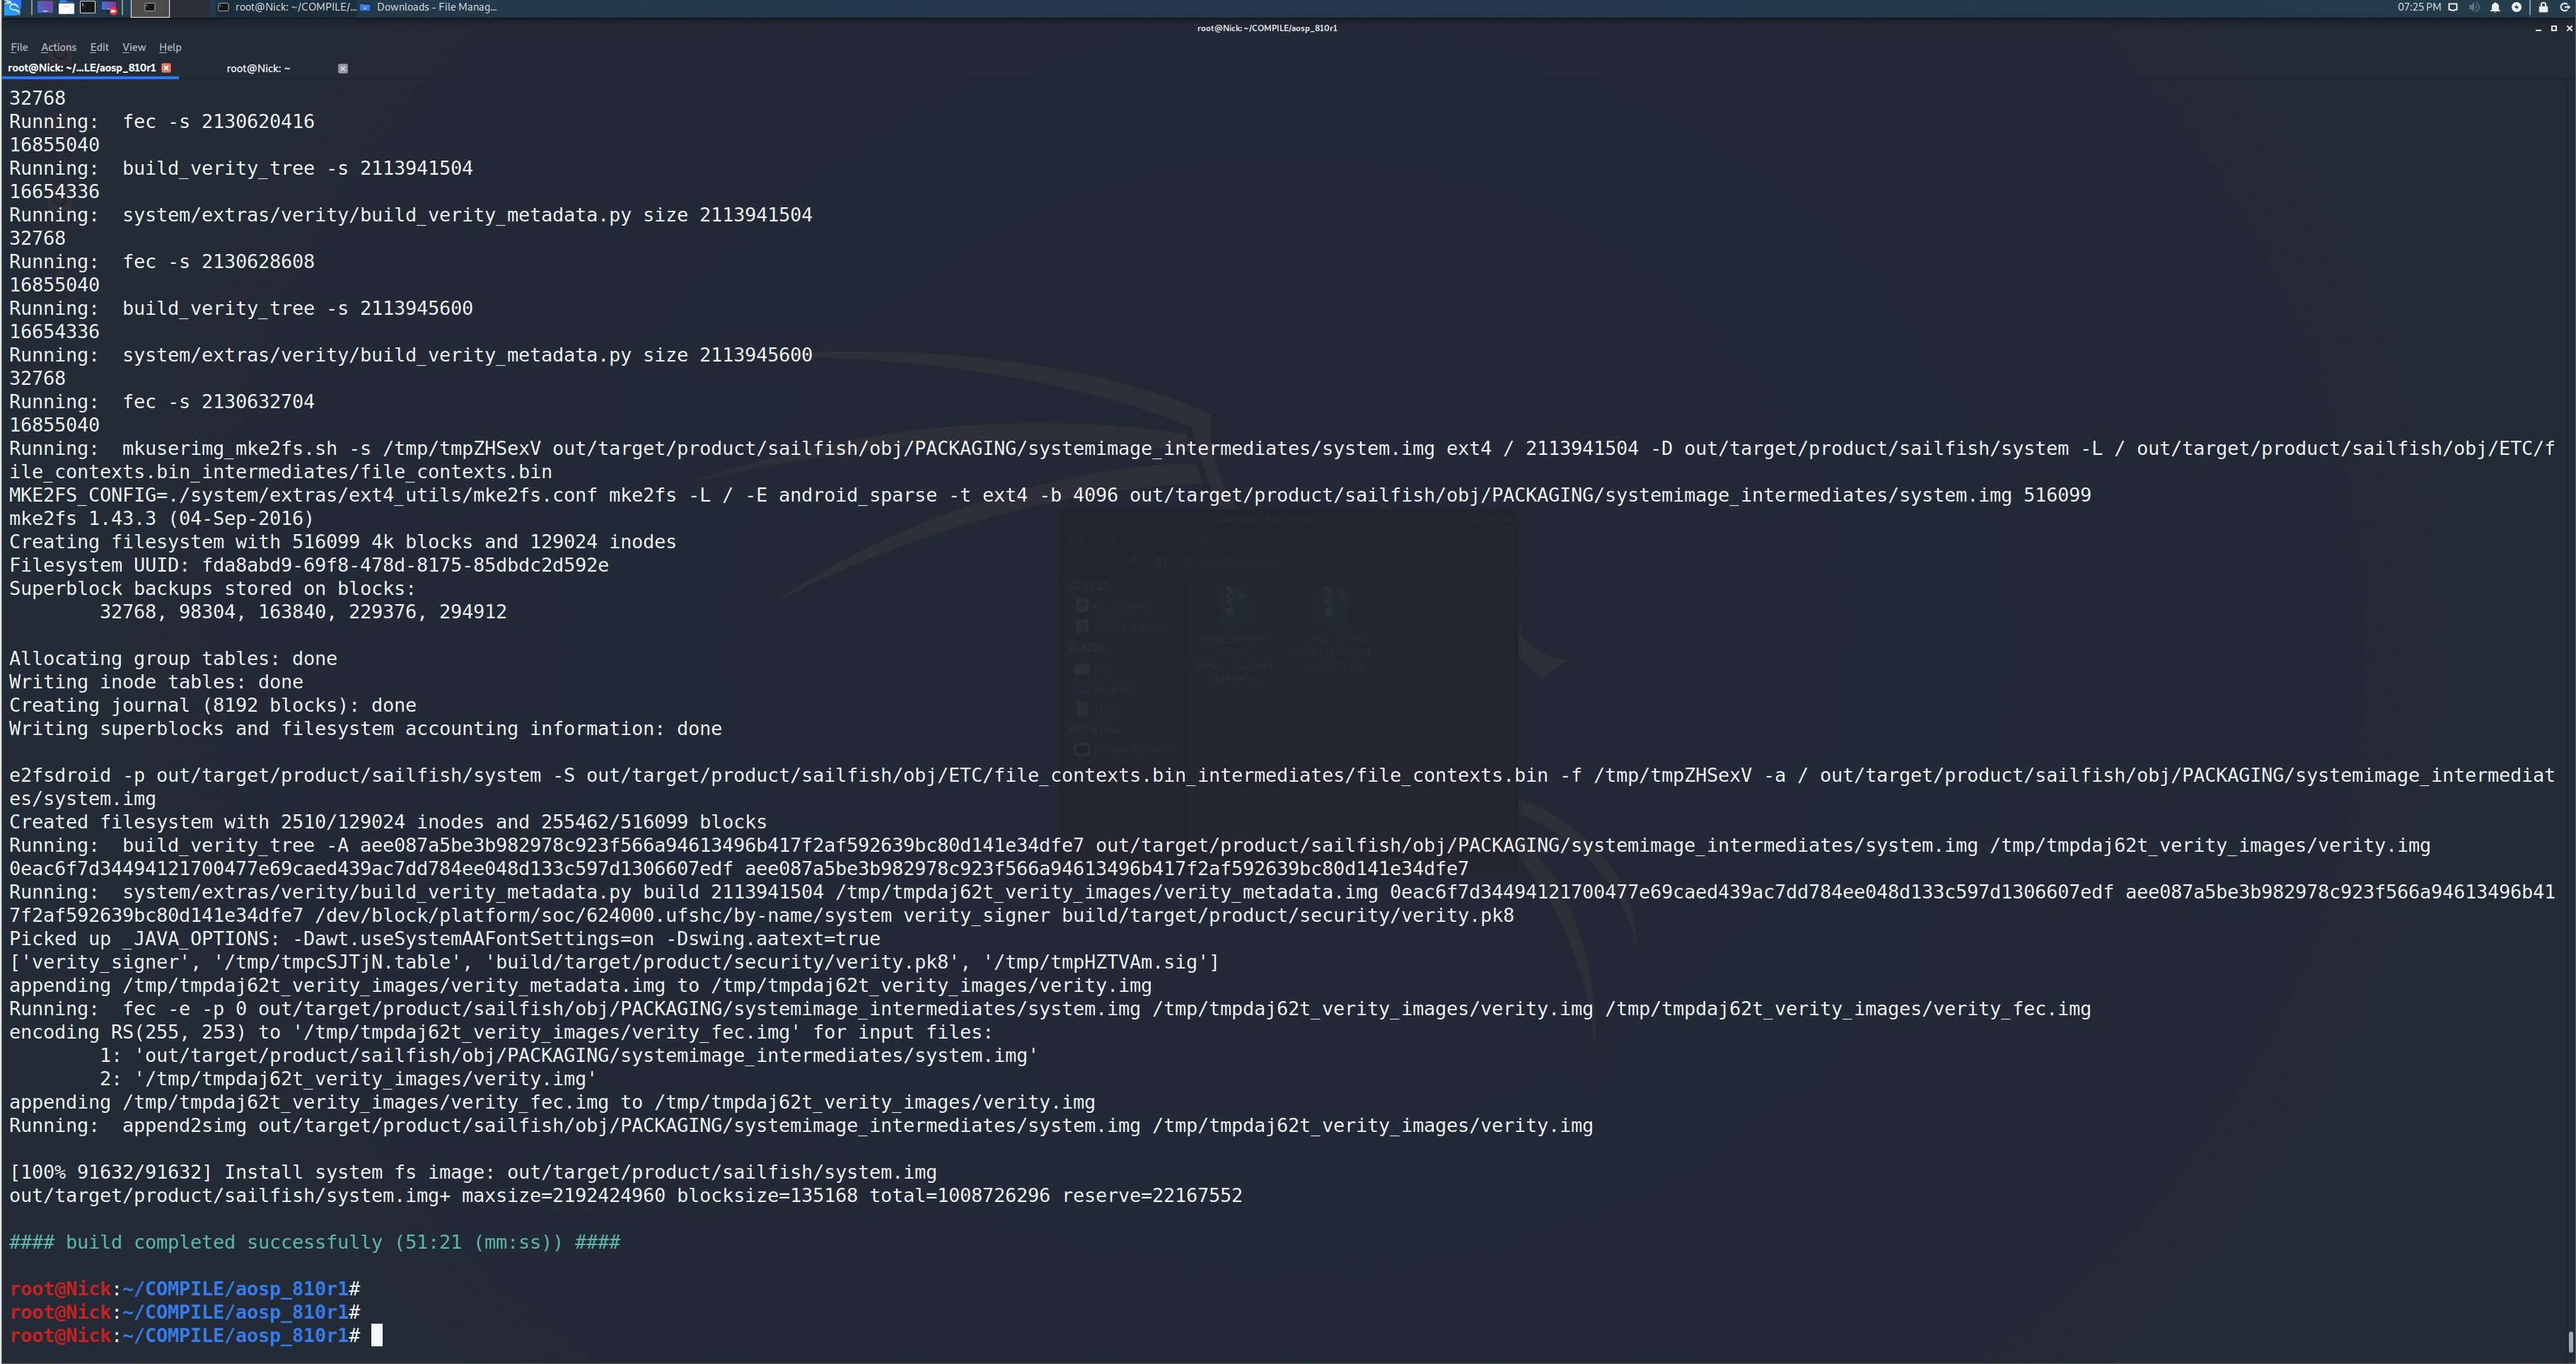 root@Nick: ~/COMPILE/...
Downloads - File Manag...
07:25 PM
root@Nick: ~/COMPILE/aosp_810r1
File Actions Edit View Help
root@Nick: ~/...LE/aosp_810r1
root@Nick: ~
32768
Running:  fec -s 2130620416
16855040
Running:  build_verity_tree -s 2113941504
16654336
Running:  system/extras/verity/build_verity_metadata.py size 2113941504
32768
Running:  fec -s 2130628608
16855040
Running:  build_verity_tree -s 2113945600
16654336
Running:  system/extras/verity/build_verity_metadata.py size 2113945600
32768
Running:  fec -s 2130632704
16855040
Running:  mkuserimg_mke2fs.sh -s /tmp/tmpZHSexV out/target/product/sailfish/obj/PACKAGING/systemimage_intermediates/system.img ext4 / 2113941504 -D out/target/product/sailfish/system -L / out/target/product/sailfish/obj/ETC/f
ile_contexts.bin_intermediates/file_contexts.bin
MKE2FS_CONFIG=./system/extras/ext4_utils/mke2fs.conf mke2fs -L / -E android_sparse -t ext4 -b 4096 out/target/product/sailfish/obj/PACKAGING/systemimage_intermediates/system.img 516099
mke2fs 1.43.3 (04-Sep-2016)
Creating filesystem with 516099 4k blocks and 129024 inodes
Filesystem UUID: fda8abd9-69f8-478d-8175-85dbdc2d592e
Superblock backups stored on blocks:
        32768, 98304, 163840, 229376, 294912
Allocating group tables: done
Writing inode tables: done
Creating journal (8192 blocks): done
Writing superblocks and filesystem accounting information: done
e2fsdroid -p out/target/product/sailfish/system -S out/target/product/sailfish/obj/ETC/file_contexts.bin_intermediates/file_contexts.bin -f /tmp/tmpZHSexV -a / out/target/product/sailfish/obj/PACKAGING/systemimage_intermediat
es/system.img
Created filesystem with 2510/129024 inodes and 255462/516099 blocks
Running:  build_verity_tree -A aee087a5be3b982978c923f566a94613496b417f2af592639bc80d141e34dfe7 out/target/product/sailfish/obj/PACKAGING/systemimage_intermediates/system.img /tmp/tmpdaj62t_verity_images/verity.img
0eac6f7d34494121700477e69caed439ac7dd784ee048d133c597d1306607edf aee087a5be3b982978c923f566a94613496b417f2af592639bc80d141e34dfe7
Running:  system/extras/verity/build_verity_metadata.py build 2113941504 /tmp/tmpdaj62t_verity_images/verity_metadata.img 0eac6f7d34494121700477e69caed439ac7dd784ee048d133c597d1306607edf aee087a5be3b982978c923f566a94613496b41
7f2af592639bc80d141e34dfe7 /dev/block/platform/soc/624000.ufshc/by-name/system verity_signer build/target/product/security/verity.pk8
Picked up _JAVA_OPTIONS: -Dawt.useSystemAAFontSettings=on -Dswing.aatext=true
['verity_signer', '/tmp/tmpcSJTjN.table', 'build/target/product/security/verity.pk8', '/tmp/tmpHZTVAm.sig']
appending /tmp/tmpdaj62t_verity_images/verity_metadata.img to /tmp/tmpdaj62t_verity_images/verity.img
Running:  fec -e -p 0 out/target/product/sailfish/obj/PACKAGING/systemimage_intermediates/system.img /tmp/tmpdaj62t_verity_images/verity.img /tmp/tmpdaj62t_verity_images/verity_fec.img
encoding RS(255, 253) to '/tmp/tmpdaj62t_verity_images/verity_fec.img' for input files:
        1: 'out/target/product/sailfish/obj/PACKAGING/systemimage_intermediates/system.img'
        2: '/tmp/tmpdaj62t_verity_images/verity.img'
appending /tmp/tmpdaj62t_verity_images/verity_fec.img to /tmp/tmpdaj62t_verity_images/verity.img
Running:  append2simg out/target/product/sailfish/obj/PACKAGING/systemimage_intermediates/system.img /tmp/tmpdaj62t_verity_images/verity.img
[100% 91632/91632] Install system fs image: out/target/product/sailfish/system.img
out/target/product/sailfish/system.img+ maxsize=2192424960 blocksize=135168 total=1008726296 reserve=22167552
#### build completed successfully (51:21 (mm:ss)) ####
root@Nick:~/COMPILE/aosp_810r1#
root@Nick:~/COMPILE/aosp_810r1#
root@Nick:~/COMPILE/aosp_810r1#
DEVICES
PLACES
NETWORK